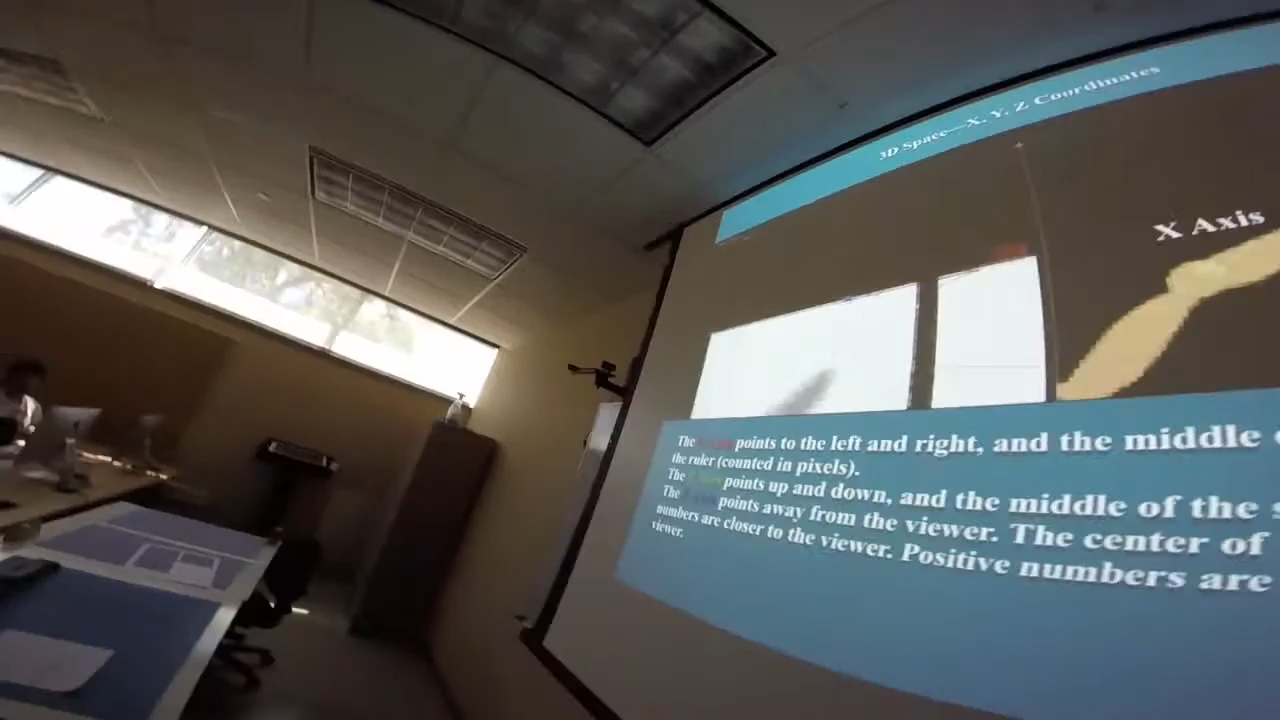 3D Space—X, Y, Z Coordinates
X Axis
The points to the left and right, and the middle
the ruler (counted in pixels).
The points up and down, and the middle of the
The points away from the viewer. The center of
numbers are closer to the viewer. Positive numbers are
viewer.